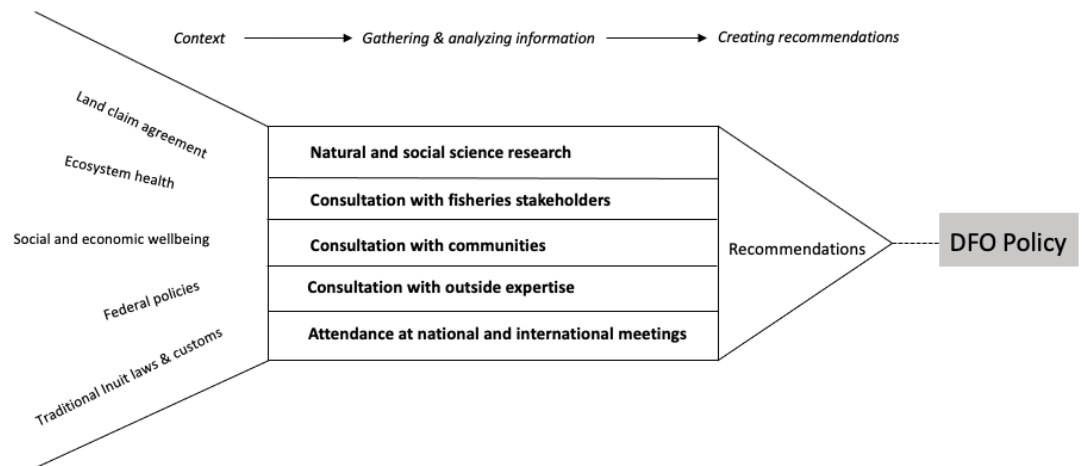 Context
Gathering & analyzing information
Creating recommendations
Land claim agreement
Ecosystem health
Social and economic wellbeing
Federal policies
Traditional Inuit laws & customs
Natural and social science research
Consultation with fisheries stakeholders
Consultation with communities
Consultation with outside expertise
Attendance at national and international meetings
Recommendations
DFO Policy